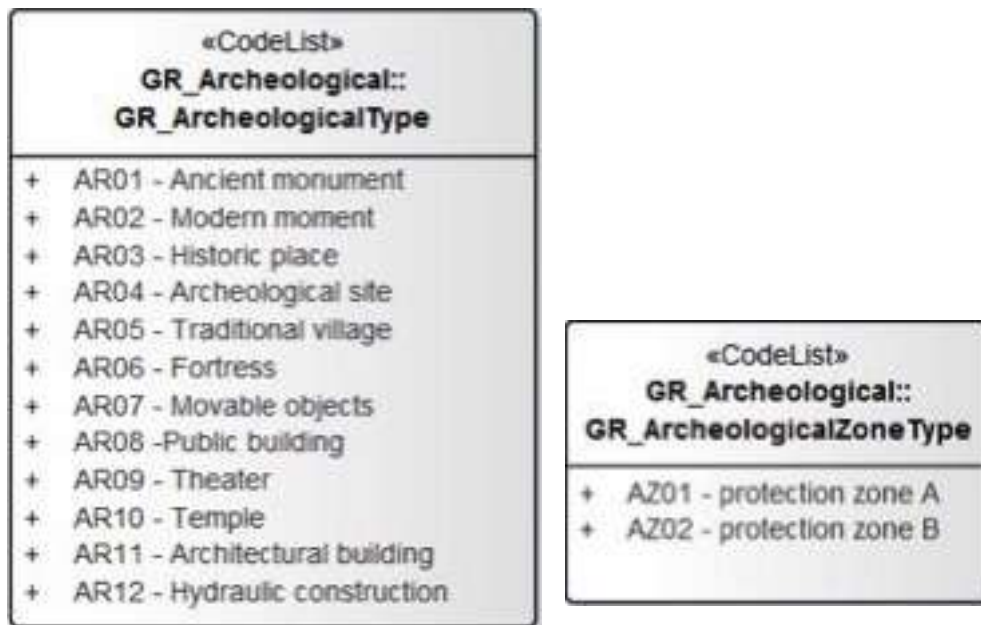 «CodeList»
GR_Archeological::
GR_ArcheologicalType
+ AR01 - Ancient monument
+ AR02 - Modern moment
+ AR03 - Historic place
+ AR04 - Archeological site
+ AR05 - Traditional village
+ AR06 - Fortress
+ AR07 - Movable objects
+ AR08 -Public building
+ AR09 - Theater
+ AR10 - Temple
+ AR11 - Architectural building
+ AR12 - Hydraulic construction
«CodeList»
GR_Archeological::
GR_ArcheologicalZoneType
+ AZ01 - protection zone A
+ AZ02 - protection zone B